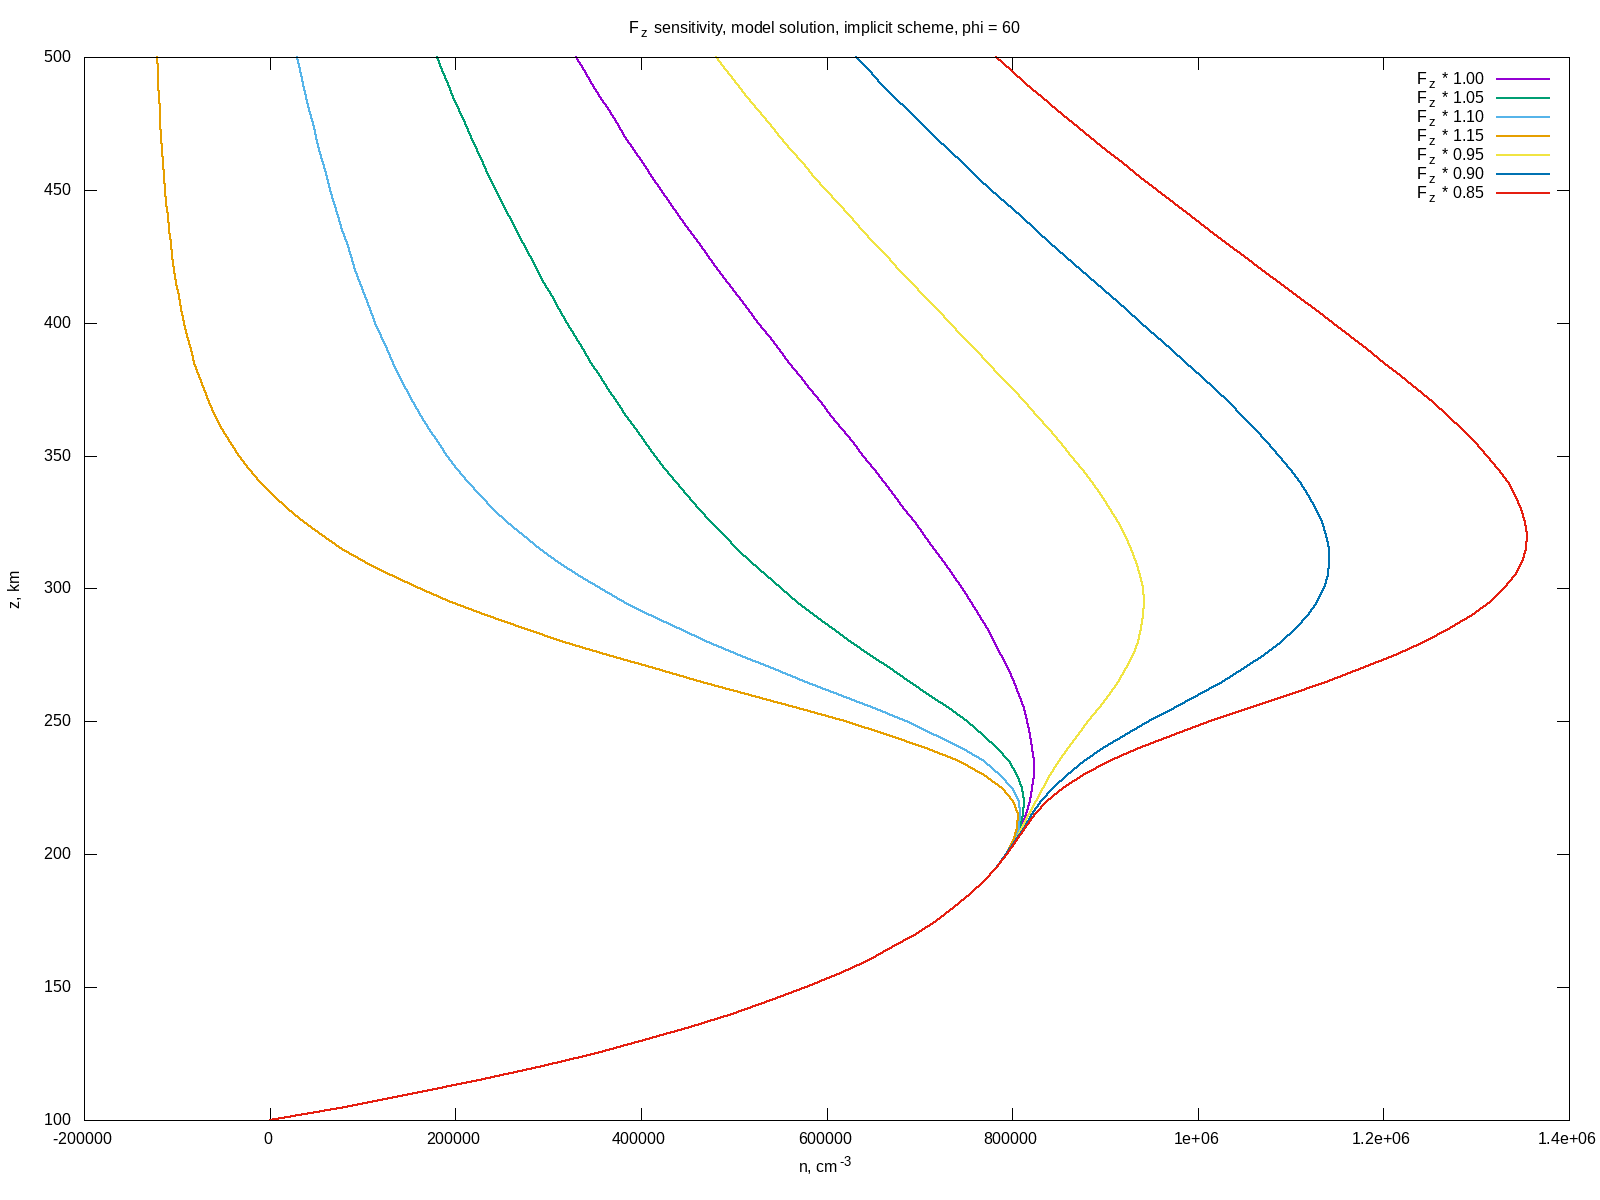 F z sensitivity, model solution, implicit scheme, phi = 60
500
450
400
350
300
250
200
150
100
z, km
F z * 1.00
F z * 1.05
F z * 1.10
F z * 1.15
F z * 0.95
F z * 0.90
F z * 0.85
-200000 0 200000 400000 600000 800000 1e+06 1.2e+06 1.4e+06
n, cm-3